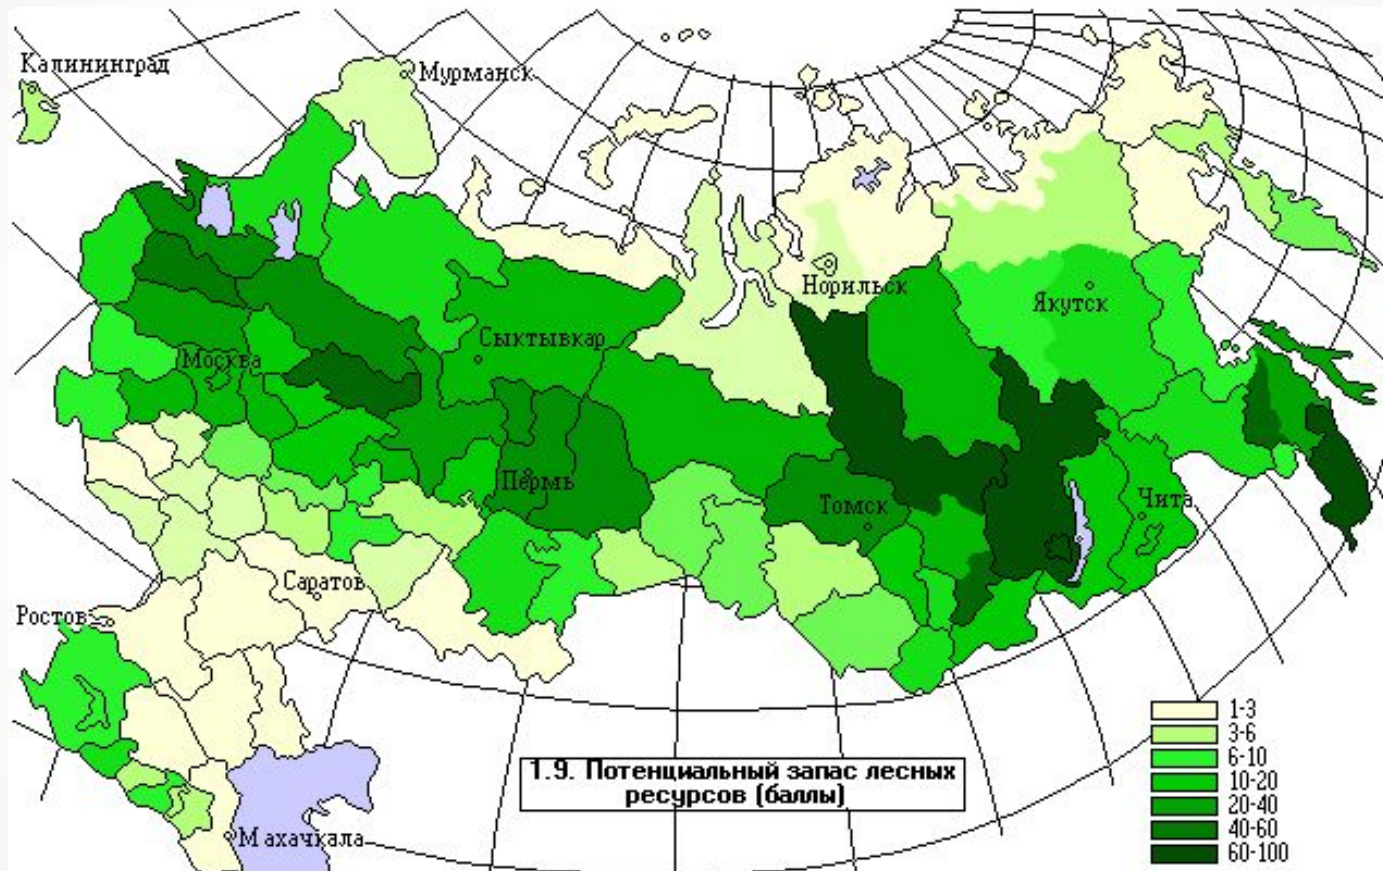 Калининград
Мурманск
Норильск
Якутск
Сыктывкар
Москва
Пермь
Томск
Чита
Саратов
Ростов
Махачкала
1.9. Потенциальный запас лесных
ресурсов (баллы)
1-3
3-6
6-10
10-20
20-40
40-60
60-100